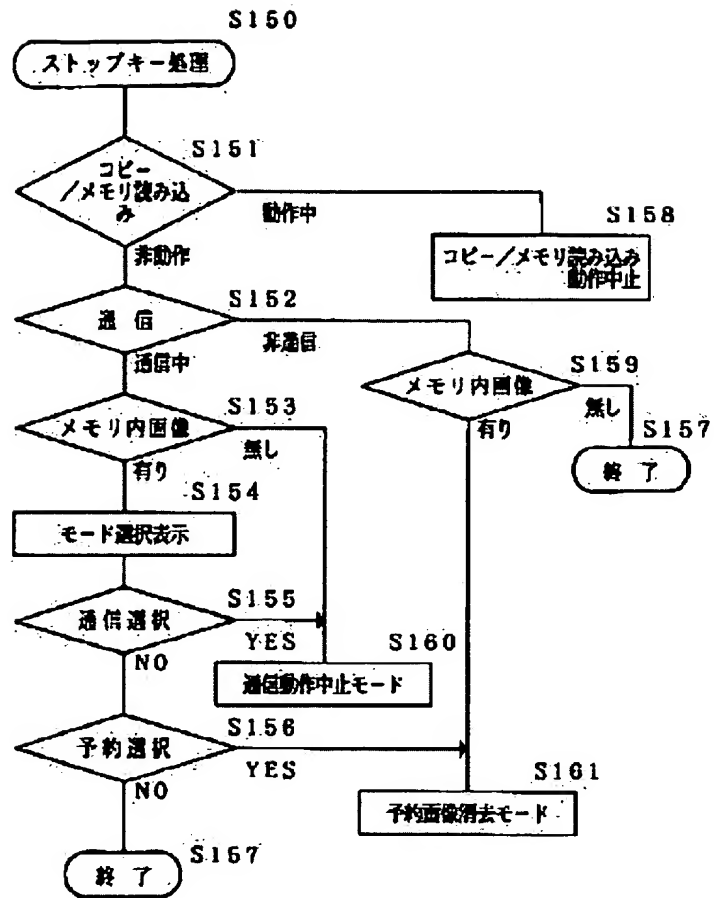 S150
ストップキー処理
S151
コピー
/メモリ読み込
み
動作中
S158
コピー/メモリ読み込み
動作中止
非動作
S152
通信
非通信
通信中
S159
メモリ内画像
無し
S157
有り
終了
S153
メモリ内画像
無し
有り
S154
モード選択表示
S155
通信選択
YES
NO
S160
通信動作中止モード
S156
予約選択
YES
NO
S161
予約画像消去モード
S157
終了